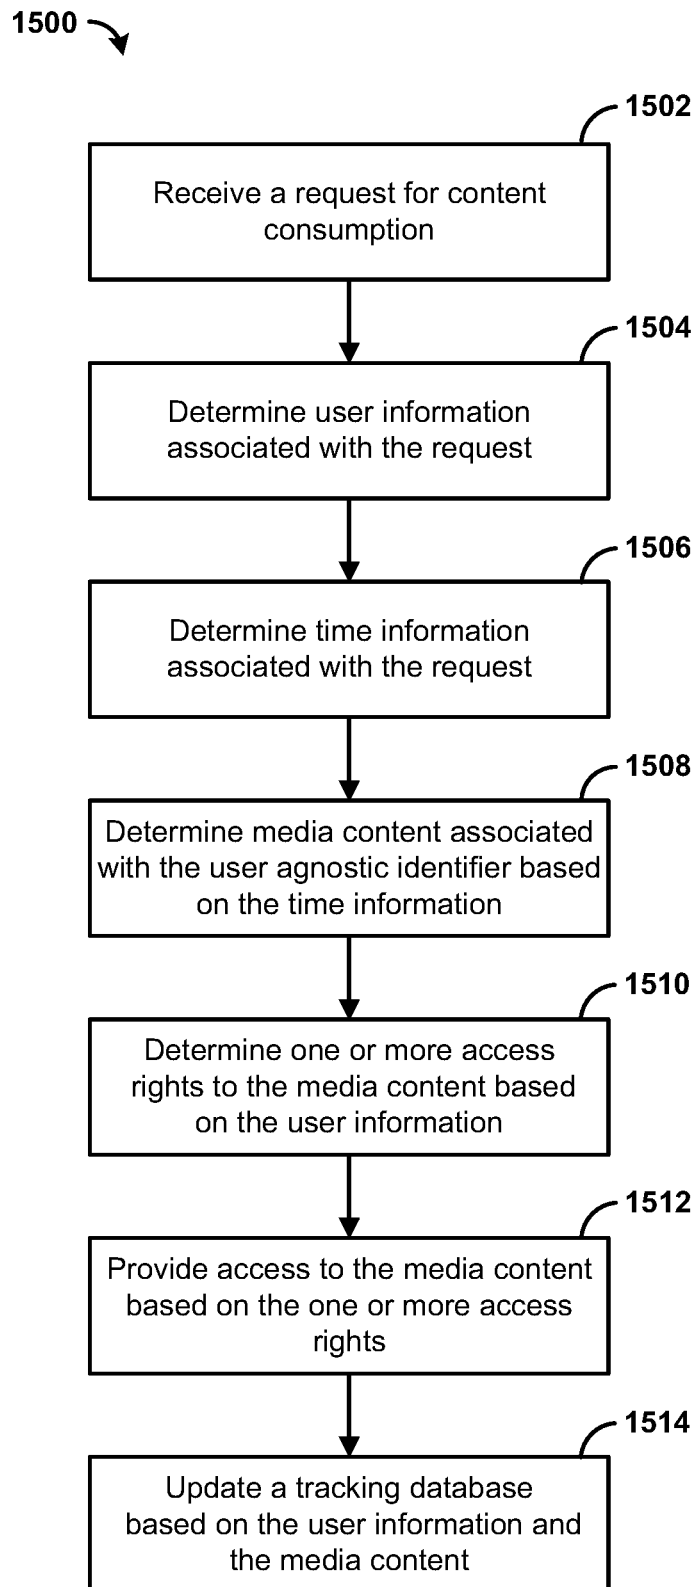 1500
1502
Receive a request for content
consumption
1504
Determine user information
associated with the request
1506
Determine time information
associated with the request
1508
Determine media content associated
with the user agnostic identifier based
on the time information
1510
Determine one or more access
rights to the media content based
on the user information
1512
Provide access to the media content
based on the one or more access
rights
1514
Update a tracking database
based on the user information and
the media content